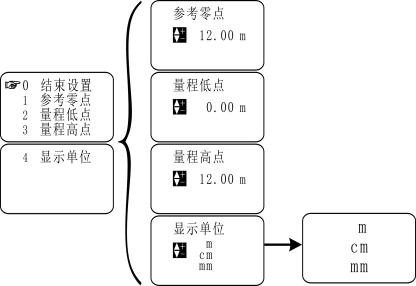 0 结束设置
1 参考零点
2 量程低点
3 量程高点
4 显示单位
参考零点
12.00 m
量程低点
0.00 m
量程高点
12.00 m
显示单位
m
cm
mm
m
cm
mm